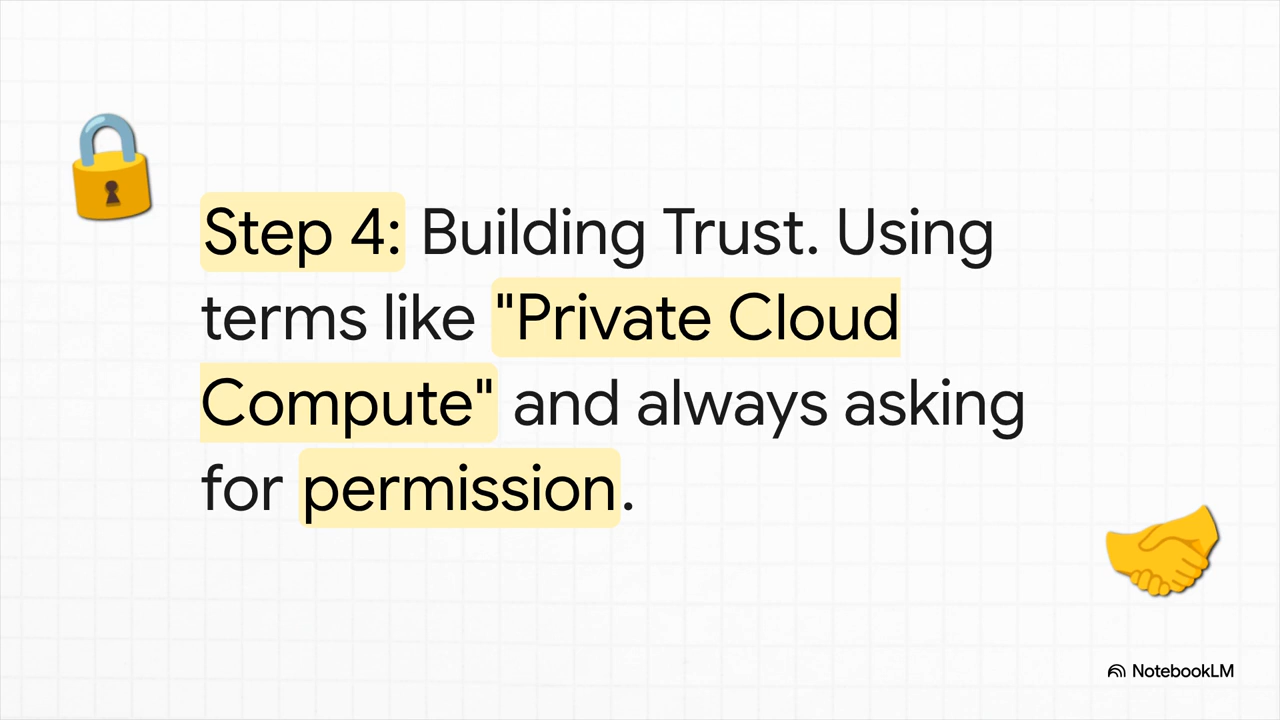 Step 4: Building Trust. Using
terms like "Private Cloud
Compute" and always asking
for permission.
NotebookLM